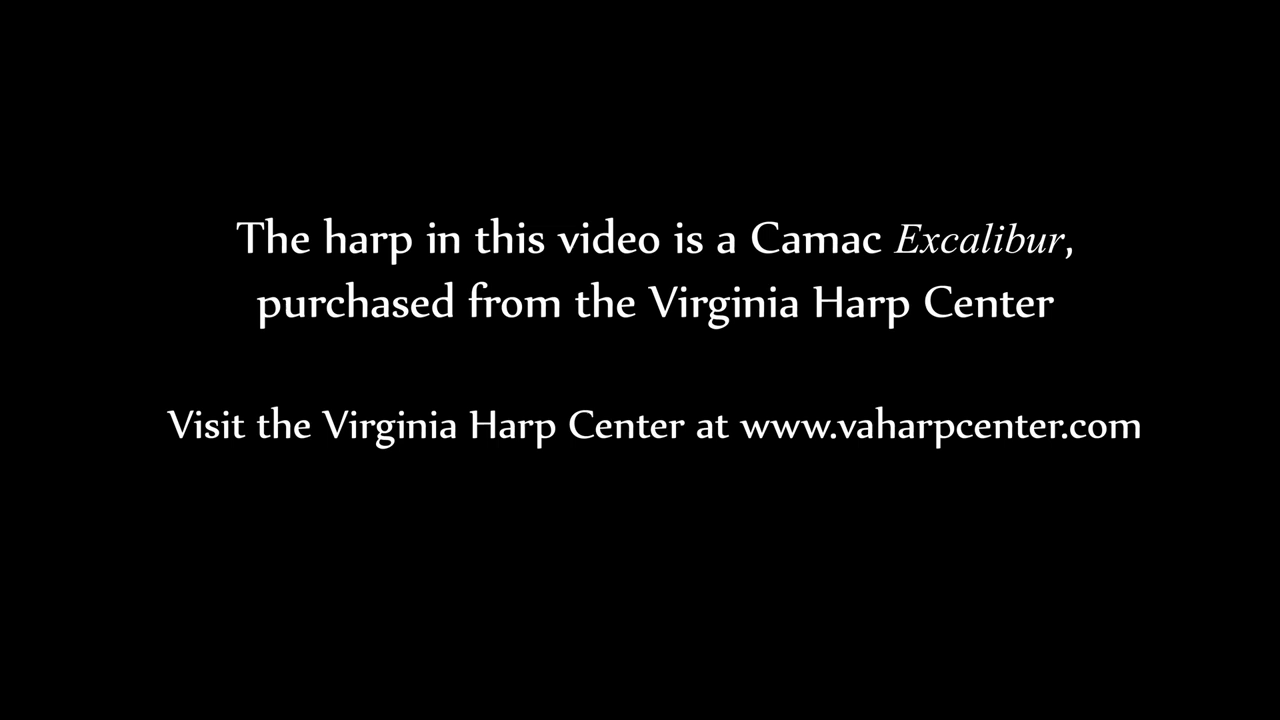 The harp in this video is a Camac Excalibur,
purchased from the Virginia Harp Center
Visit the Virginia Harp Center at www.vaharpcenter.com